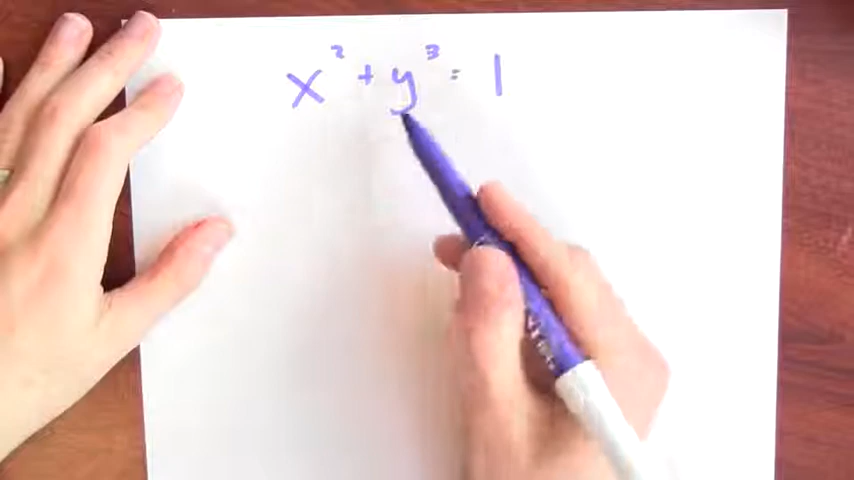 x² + y³ = 1